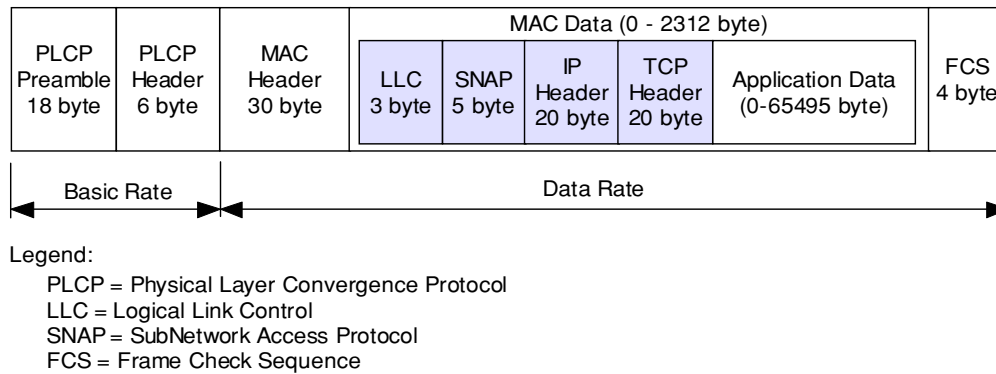 MAC Data (0 - 2312 byte)
PLCP
Preamble
18 byte
PLCP
Header
6 byte
MAC
Header
30 byte
LLC
3 byte
SNAP
5 byte
IP
Header
20 byte
TCP
Header
20 byte
Application Data
(0-65495 byte)
FCS
4 byte
Basic Rate
Data Rate
Legend:
PLCP = Physical Layer Convergence Protocol
LLC = Logical Link Control
SNAP = SubNetwork Access Protocol
FCS = Frame Check Sequence